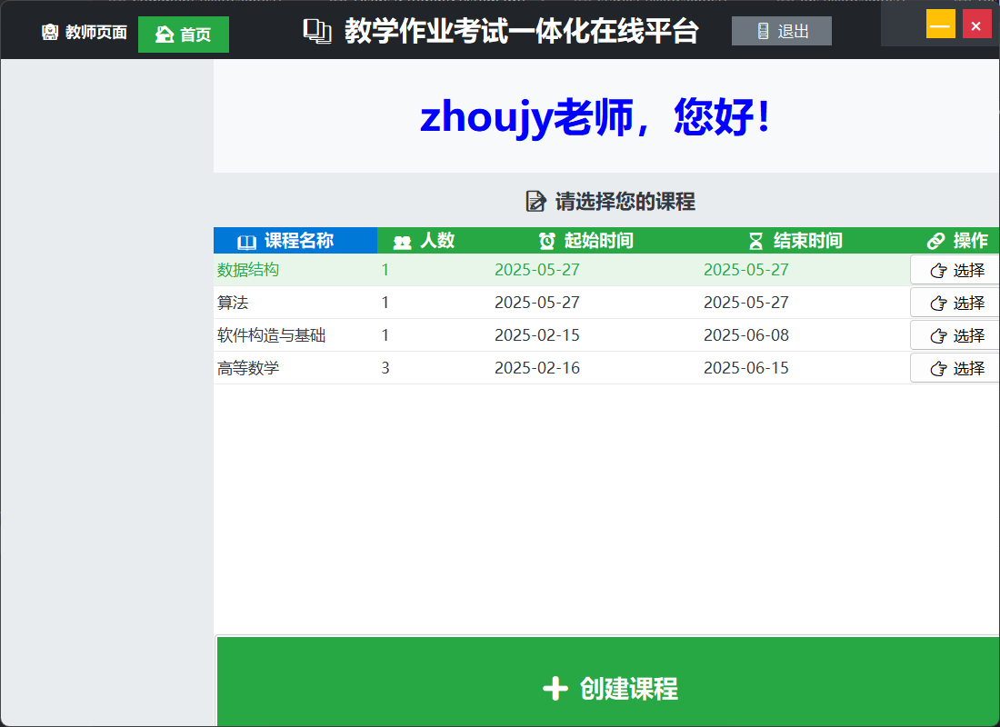 教师页面 首页 教学作业考试一体化在线平台 退出
zhoujy老师，您好！
请选择您的课程
课程名称 人数 起始时间 结束时间 操作
数据结构 1 2025-05-27 2025-05-27 选择
算法 1 2025-05-27 2025-05-27 选择
软件构造与基础 1 2025-02-15 2025-06-08 选择
高等数学 3 2025-02-16 2025-06-15 选择
创建课程